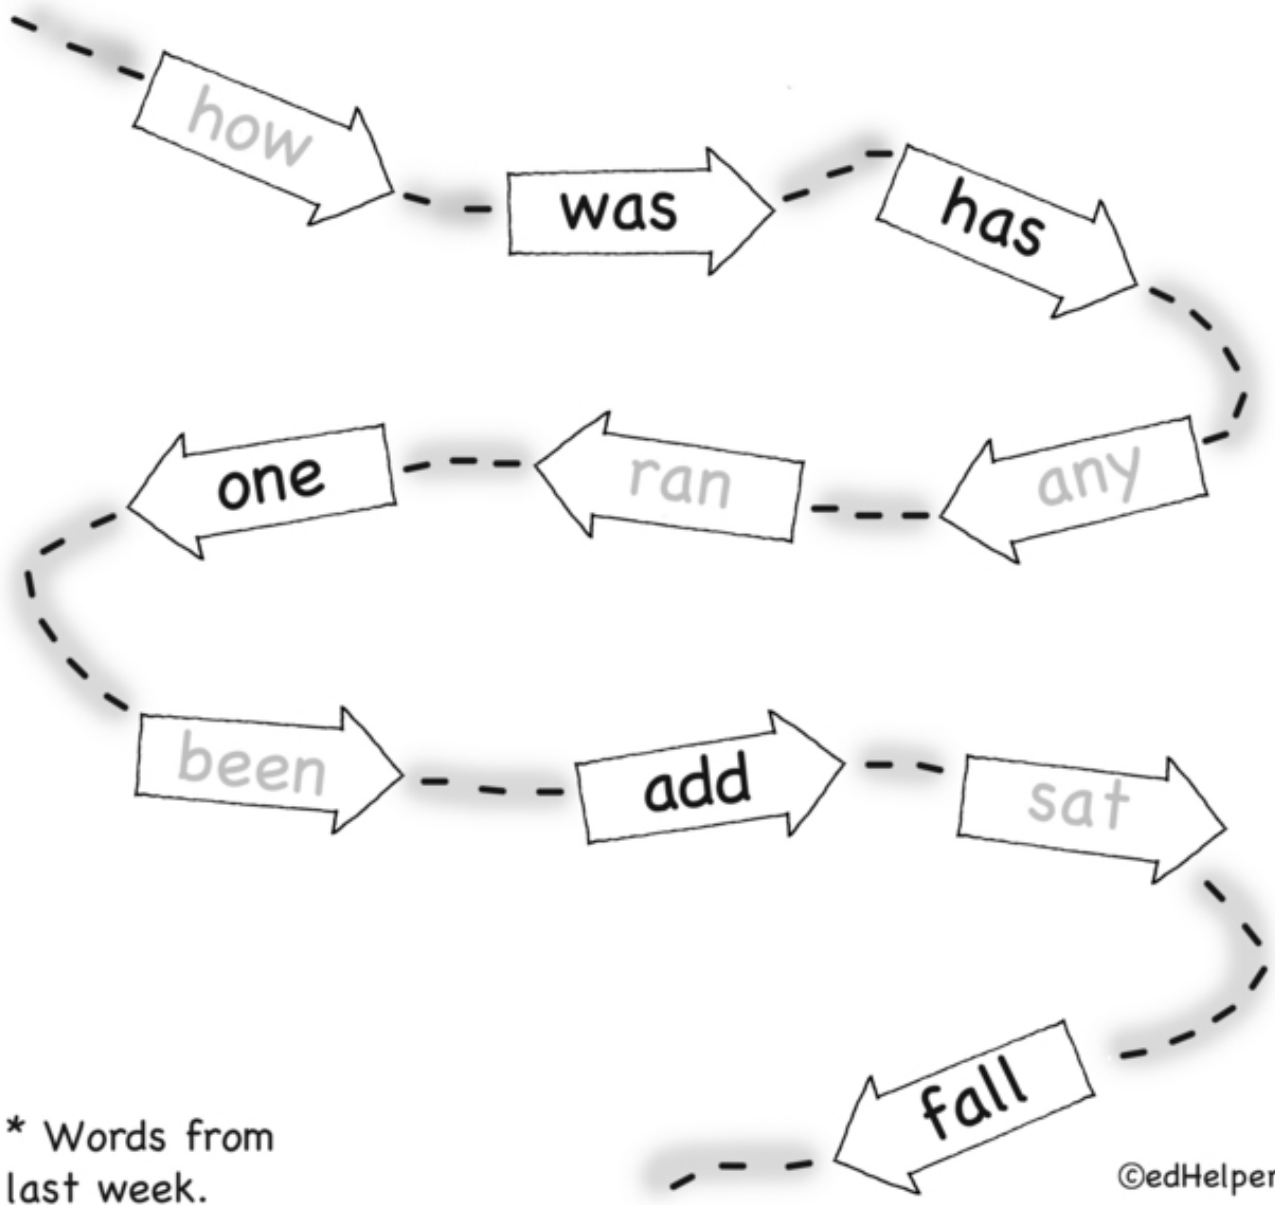 how
was
has
any
ran
one
been
add
sat
fall
* Words from
last week.
©edHelper